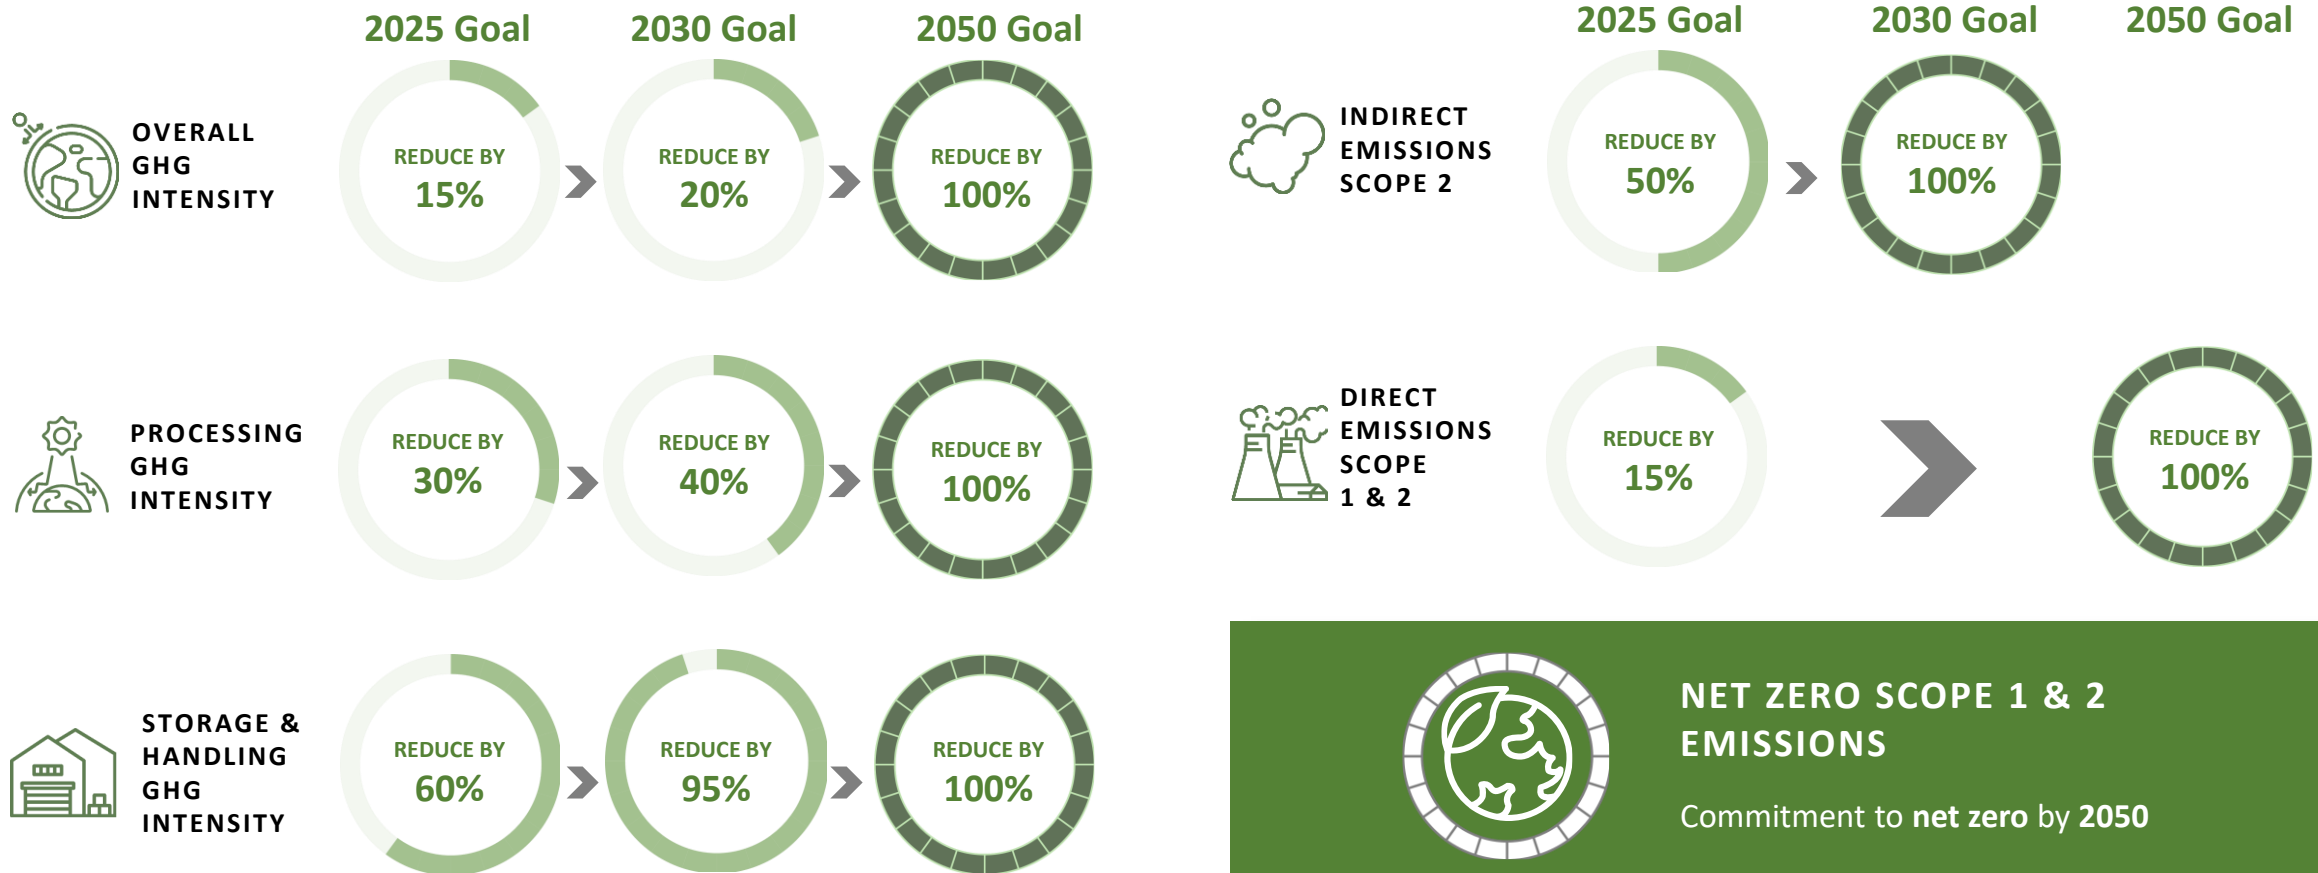 2025 Goal
2030 Goal
2050 Goal
OVERALL
GHG
INTENSITY
REDUCE BY
15%
REDUCE BY
20%
REDUCE BY
100%
PROCESSING
GHG
INTENSITY
REDUCE BY
30%
REDUCE BY
40%
REDUCE BY
100%
STORAGE &
HANDLING
GHG
INTENSITY
REDUCE BY
60%
REDUCE BY
95%
REDUCE BY
100%
2025 Goal
2030 Goal
2050 Goal
INDIRECT
EMISSIONS
SCOPE 2
REDUCE BY
50%
REDUCE BY
100%
DIRECT
EMISSIONS
SCOPE
1 & 2
REDUCE BY
15%
REDUCE BY
100%
NET ZERO SCOPE 1 & 2
EMISSIONS
Commitment to net zero by 2050